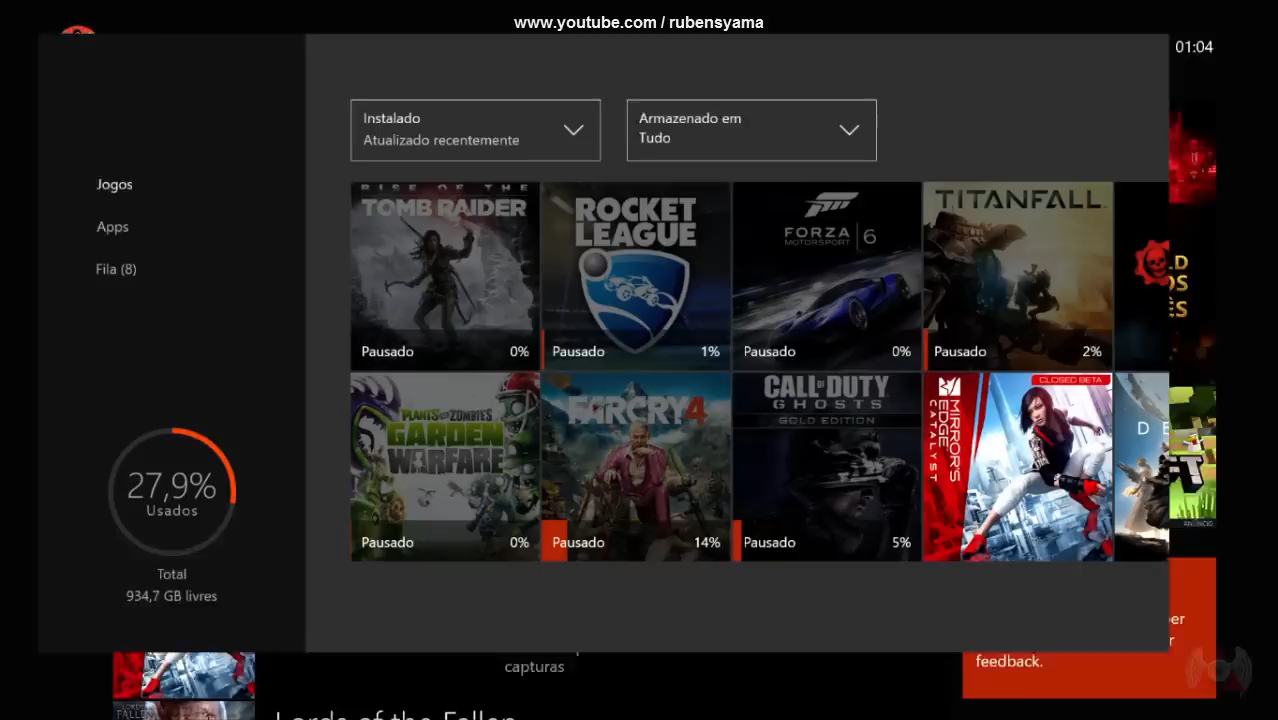 www.youtube.com / rubensyama
01:04
Instalado
Atualizado recentemente
Armazenado em
Tudo
Jogos
Apps
Fila (8)
RISE OF THE
TOMB RAIDER
Pausado 0%
ROCKET
LEAGUE
Pausado 1%
FORZA
MOTORSPORT 6
Pausado 0%
TITANFALL
Pausado 2%
PLANTS vs ZOMBIES
GARDEN
WARFARE
Pausado 0%
FARCRY4
Pausado 14%
CALL OF DUTY
GHOSTS
GOLD EDITION
Pausado 5%
CLOSED BETA
MIRROR'S
EDGE
CATALYST
D E
27,9%
Usados
Total
934,7 GB livres
ANÚNCIO
capturas
feedback.
Lords of the Fallen